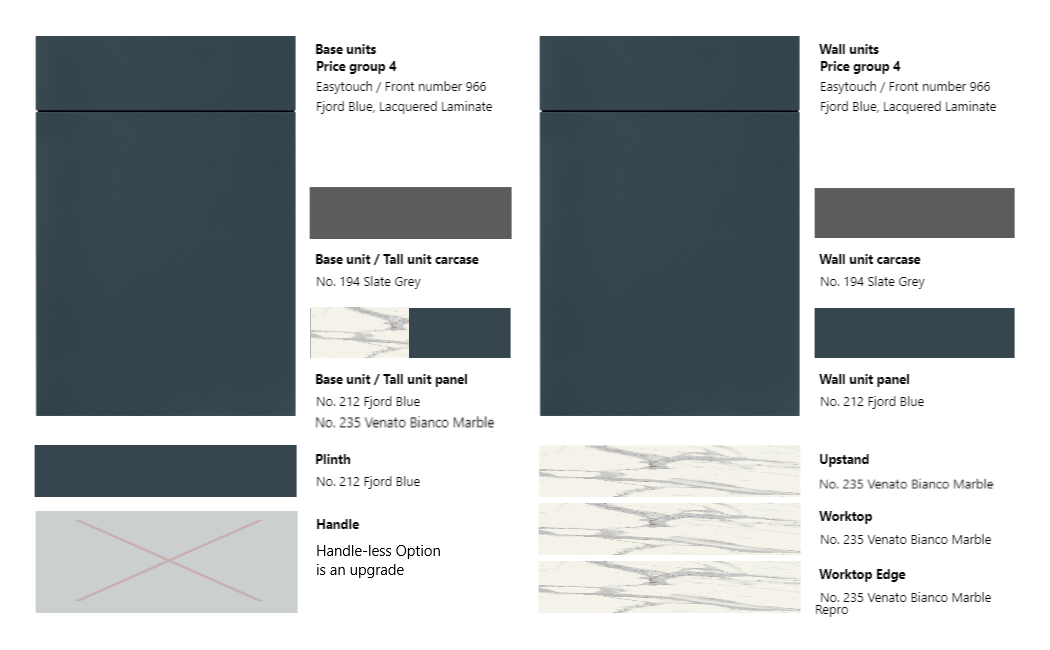 Base units
Price group 4
Easytouch / Front number 966
Fjord Blue, Lacquered Laminate
Base unit / Tall unit carcase
No. 194 Slate Grey
Base unit / Tall unit panel
No. 212 Fjord Blue
No. 235 Venato Bianco Marble
Plinth
No. 212 Fjord Blue
Handle
Handle-less Option
is an upgrade
Wall units
Price group 4
Easytouch / Front number 966
Fjord Blue, Lacquered Laminate
Wall unit carcase
No. 194 Slate Grey
Wall unit panel
No. 212 Fjord Blue
Upstand
No. 235 Venato Bianco Marble
Worktop
No. 235 Venato Bianco Marble
Worktop Edge
No. 235 Venato Bianco Marble
Repro